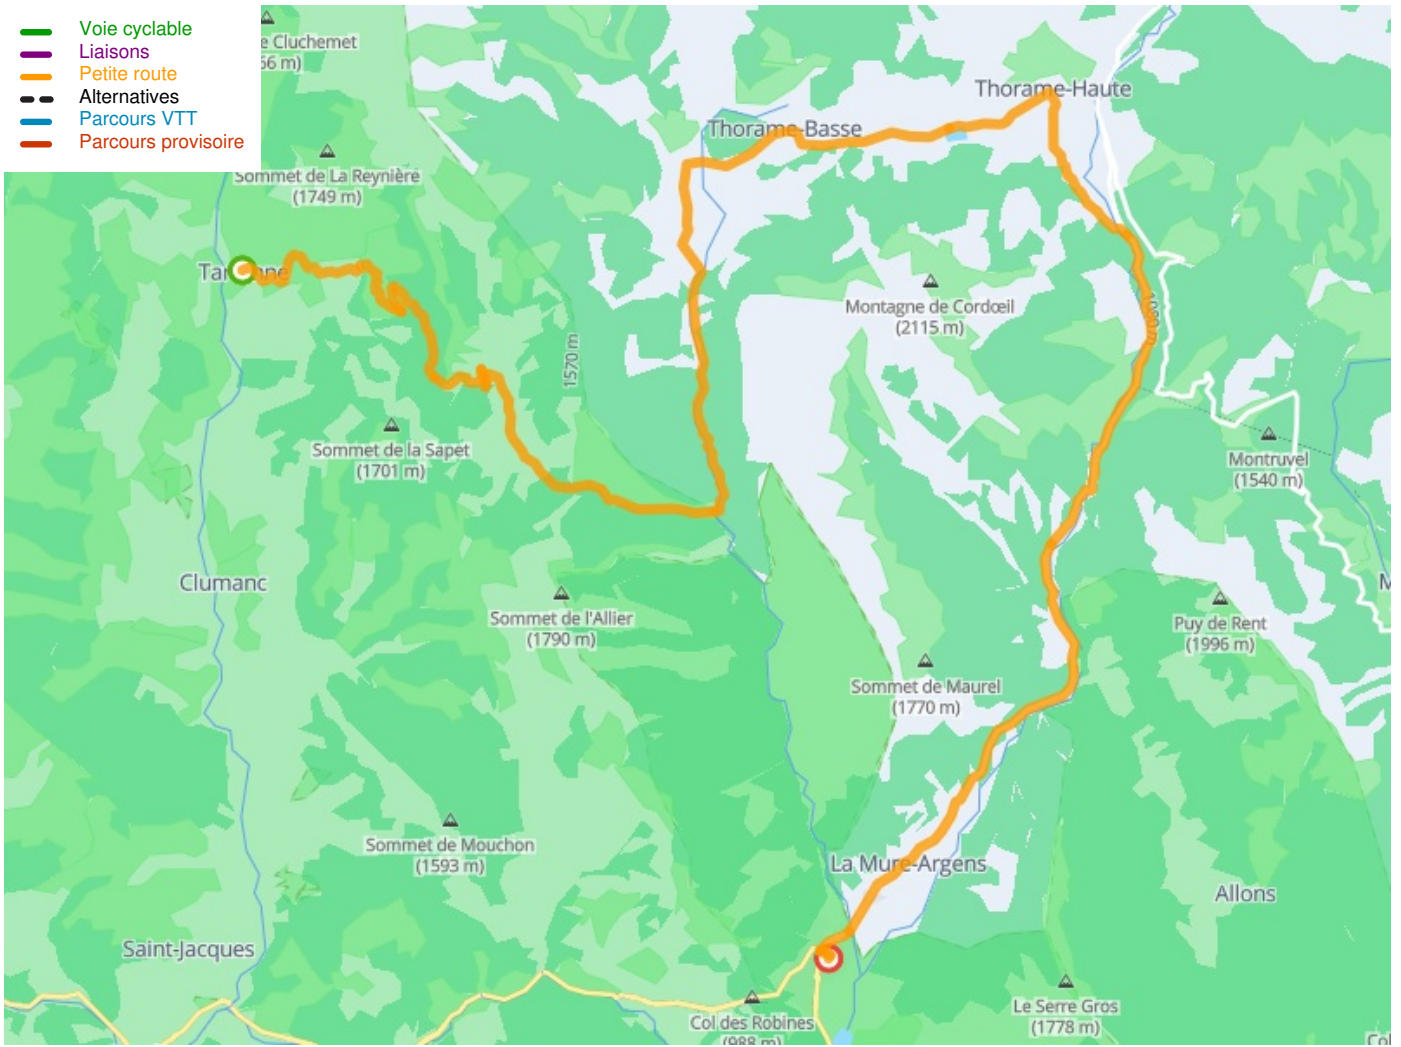 Voie cyclable
Liaisons
Petite route
Alternatives
Parcours VTT
Parcours provisoire
e Cluchemet
66 m)
Thorame-Haute
Thorame-Basse
Sommet de La Reynière
(1749 m)
Montagne de Cordœil
(2115 m)
1570 m
Sommet de la Sapet
(1701 m)
Montruvel
(1540 m)
Clumanc
Sommet de l'Allier
(1790 m)
Puy de Rent
(1996 m)
Sommet de Maurel
(1770 m)
Sommet de Mouchon
(1593 m)
La Mure-Argens
Allons
Saint-Jacques
Le Serre Gros
(1778 m)
Col des Robines
(988 m)